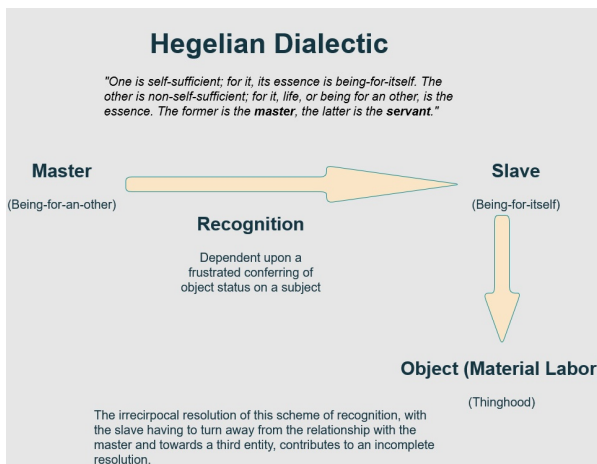 Hegelian Dialectic
"One is self-sufficient; for it, its essence is being-for-itself. The
other is non-self-sufficient; for it, life, or being for an other, is the
essence. The former is the master, the latter is the servant."
Master
Slave
(Being-for-an-other)
(Being-for-itself)
Recognition
Dependent upon a
frustrated conferring of
object status on a subject
Object (Material Labor
(Thinghood)
The irrecirpocal resolution of this scheme of recognition, with
the slave having to turn away from the relationship with the
master and towards a third entity, contributes to an incomplete
resolution.